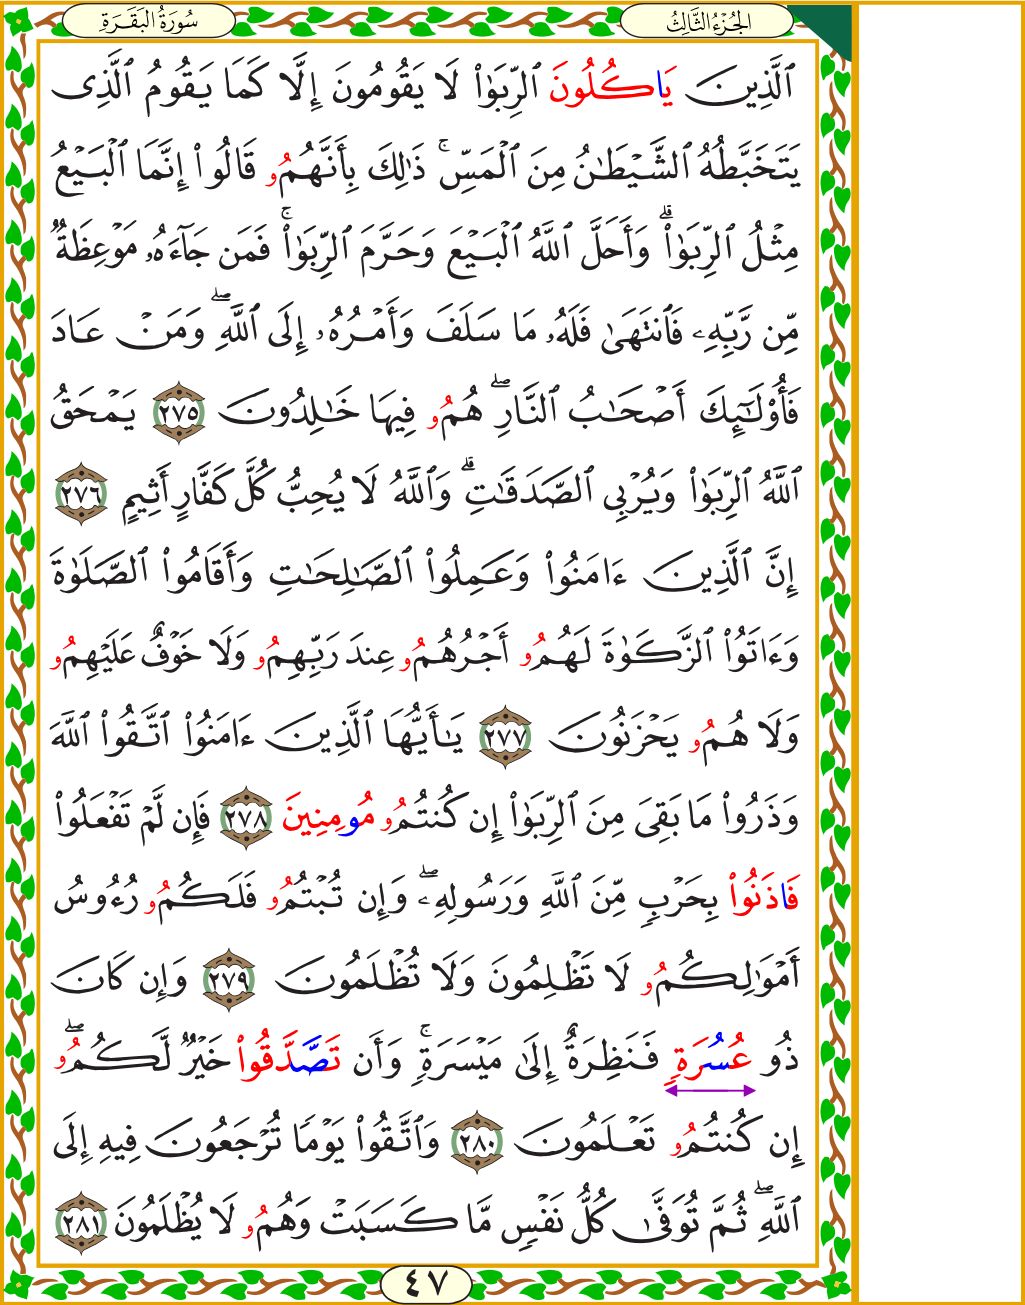 سُورَةُ البَقَرَةِ
الجُزْءُ الثَّالِثُ
ٱلَّذِينَ يَاكُلُونَ ٱلرِّبَوٰا۟ لَا يَقُومُونَ إِلَّا كَمَا يَقُومُ ٱلَّذِى
يَتَخَبَّطُهُ ٱلشَّيْطَٰنُ مِنَ ٱلْمَسِّ ۚ ذَٰلِكَ بِأَنَّهُمُۥ قَالُوا۟ إِنَّمَا ٱلْبَيْعُ
مِثْلُ ٱلرِّبَوٰا۟ ۗ وَأَحَلَّ ٱللَّهُ ٱلْبَيْعَ وَحَرَّمَ ٱلرِّبَوٰا۟ ۚ فَمَن جَآءَهُۥ مَوْعِظَةٌ
مِّن رَّبِّهِۦ فَٱنتَهَىٰ فَلَهُۥ مَا سَلَفَ وَأَمْرُهُۥٓ إِلَى ٱللَّهِ ۖ وَمَنْ عَادَ
فَأُو۟لَٰٓئِكَ أَصْحَٰبُ ٱلنَّارِ ۖ هُمُۥ فِيهَا خَٰلِدُونَ ٢٧٥ يَمْحَقُ
ٱللَّهُ ٱلرِّبَوٰا۟ وَيُرْبِى ٱلصَّدَقَٰتِ ۗ وَٱللَّهُ لَا يُحِبُّ كُلَّ كَفَّارٍ أَثِيمٍ ٢٧٦
إِنَّ ٱلَّذِينَ ءَامَنُوا۟ وَعَمِلُوا۟ ٱلصَّٰلِحَٰتِ وَأَقَامُوا۟ ٱلصَّلَوٰةَ
وَءَاتَوُا۟ ٱلزَّكَوٰةَ لَهُمُۥ أَجْرُهُمُۥ عِندَ رَبِّهِمُۥ وَلَا خَوْفٌ عَلَيْهِمُۥ
وَلَا هُمُۥ يَحْزَنُونَ ٢٧٧ يَٰٓأَيُّهَا ٱلَّذِينَ ءَامَنُوا۟ ٱتَّقُوا۟ ٱللَّهَ
وَذَرُوا۟ مَا بَقِىَ مِنَ ٱلرِّبَوٰا۟ إِن كُنتُمُۥ مُومِنِينَ ٢٧٨ فَإِن لَّمْ تَفْعَلُوا۟
فَاذَنُوا۟ بِحَرْبٍ مِّنَ ٱللَّهِ وَرَسُولِهِۦ ۖ وَإِن تُبْتُمُۥ فَلَكُمُۥ رُءُوسُ
أَمْوَٰلِكُمُۥ لَا تَظْلِمُونَ وَلَا تُظْلَمُونَ ٢٧٩ وَإِن كَانَ
ذُو عُسُرَةٍ فَنَظِرَةٌ إِلَىٰ مَيْسَرَةٍ ۚ وَأَن تَصَّدَّقُوا۟ خَيْرٌ لَّكُمُۥ ۖ
إِن كُنتُمُۥ تَعْلَمُونَ ٢٨٠ وَٱتَّقُوا۟ يَوْمًا تُرْجَعُونَ فِيهِ إِلَى
ٱللَّهِ ۖ ثُمَّ تُوَفَّىٰ كُلُّ نَفْسٍ مَّا كَسَبَتْ وَهُمُۥ لَا يُظْلَمُونَ ٢٨١
٤٧